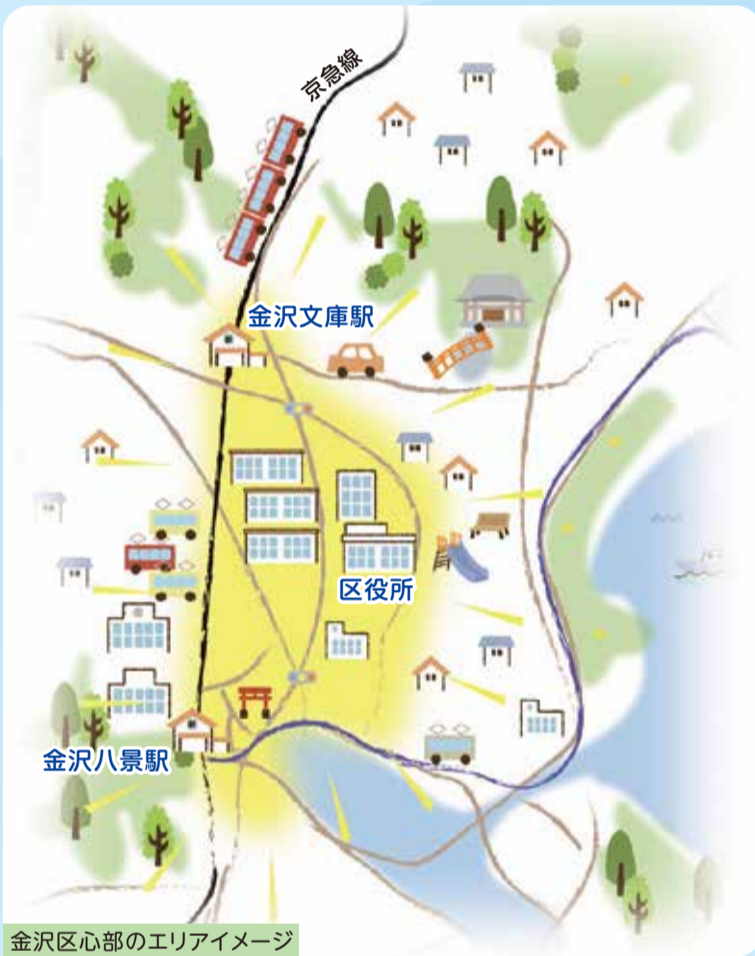 京急線
金沢文庫駅
区役所
金沢八景駅
金沢区心部のエリアイメージ